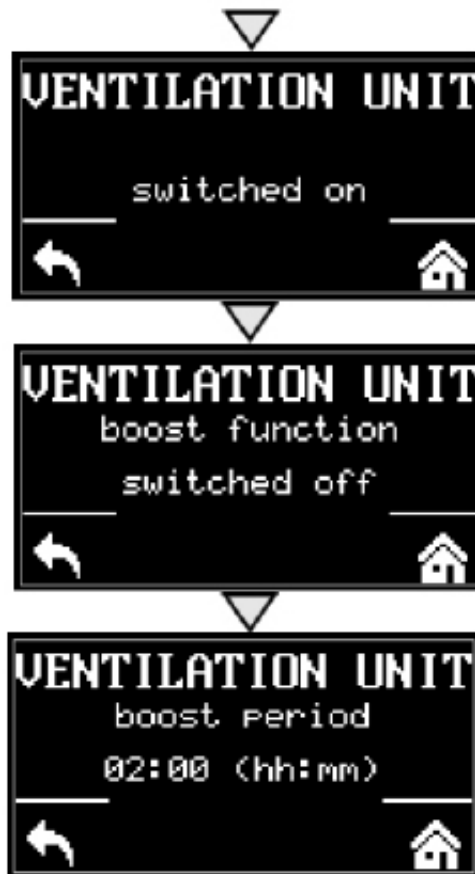 VENTILATION UNIT
switched on
VENTILATION UNIT
boost function
switched off
VENTILATION UNIT
boost period
02:00 (hh:mm)